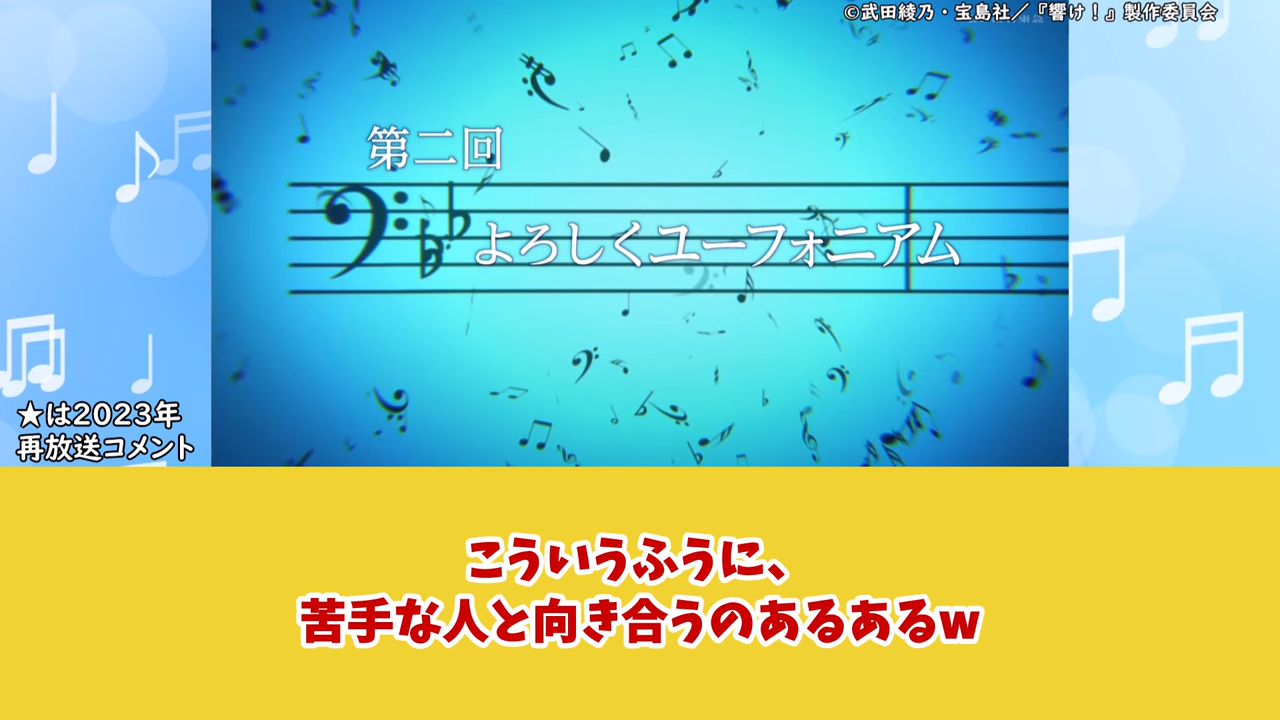 ©武田綾乃・宝島社／『響け！』製作委員会
第二回
よろしくユーフォニアム
★は2023年
再放送コメント
こういうふうに、
苦手な人と向き合うのあるあるw